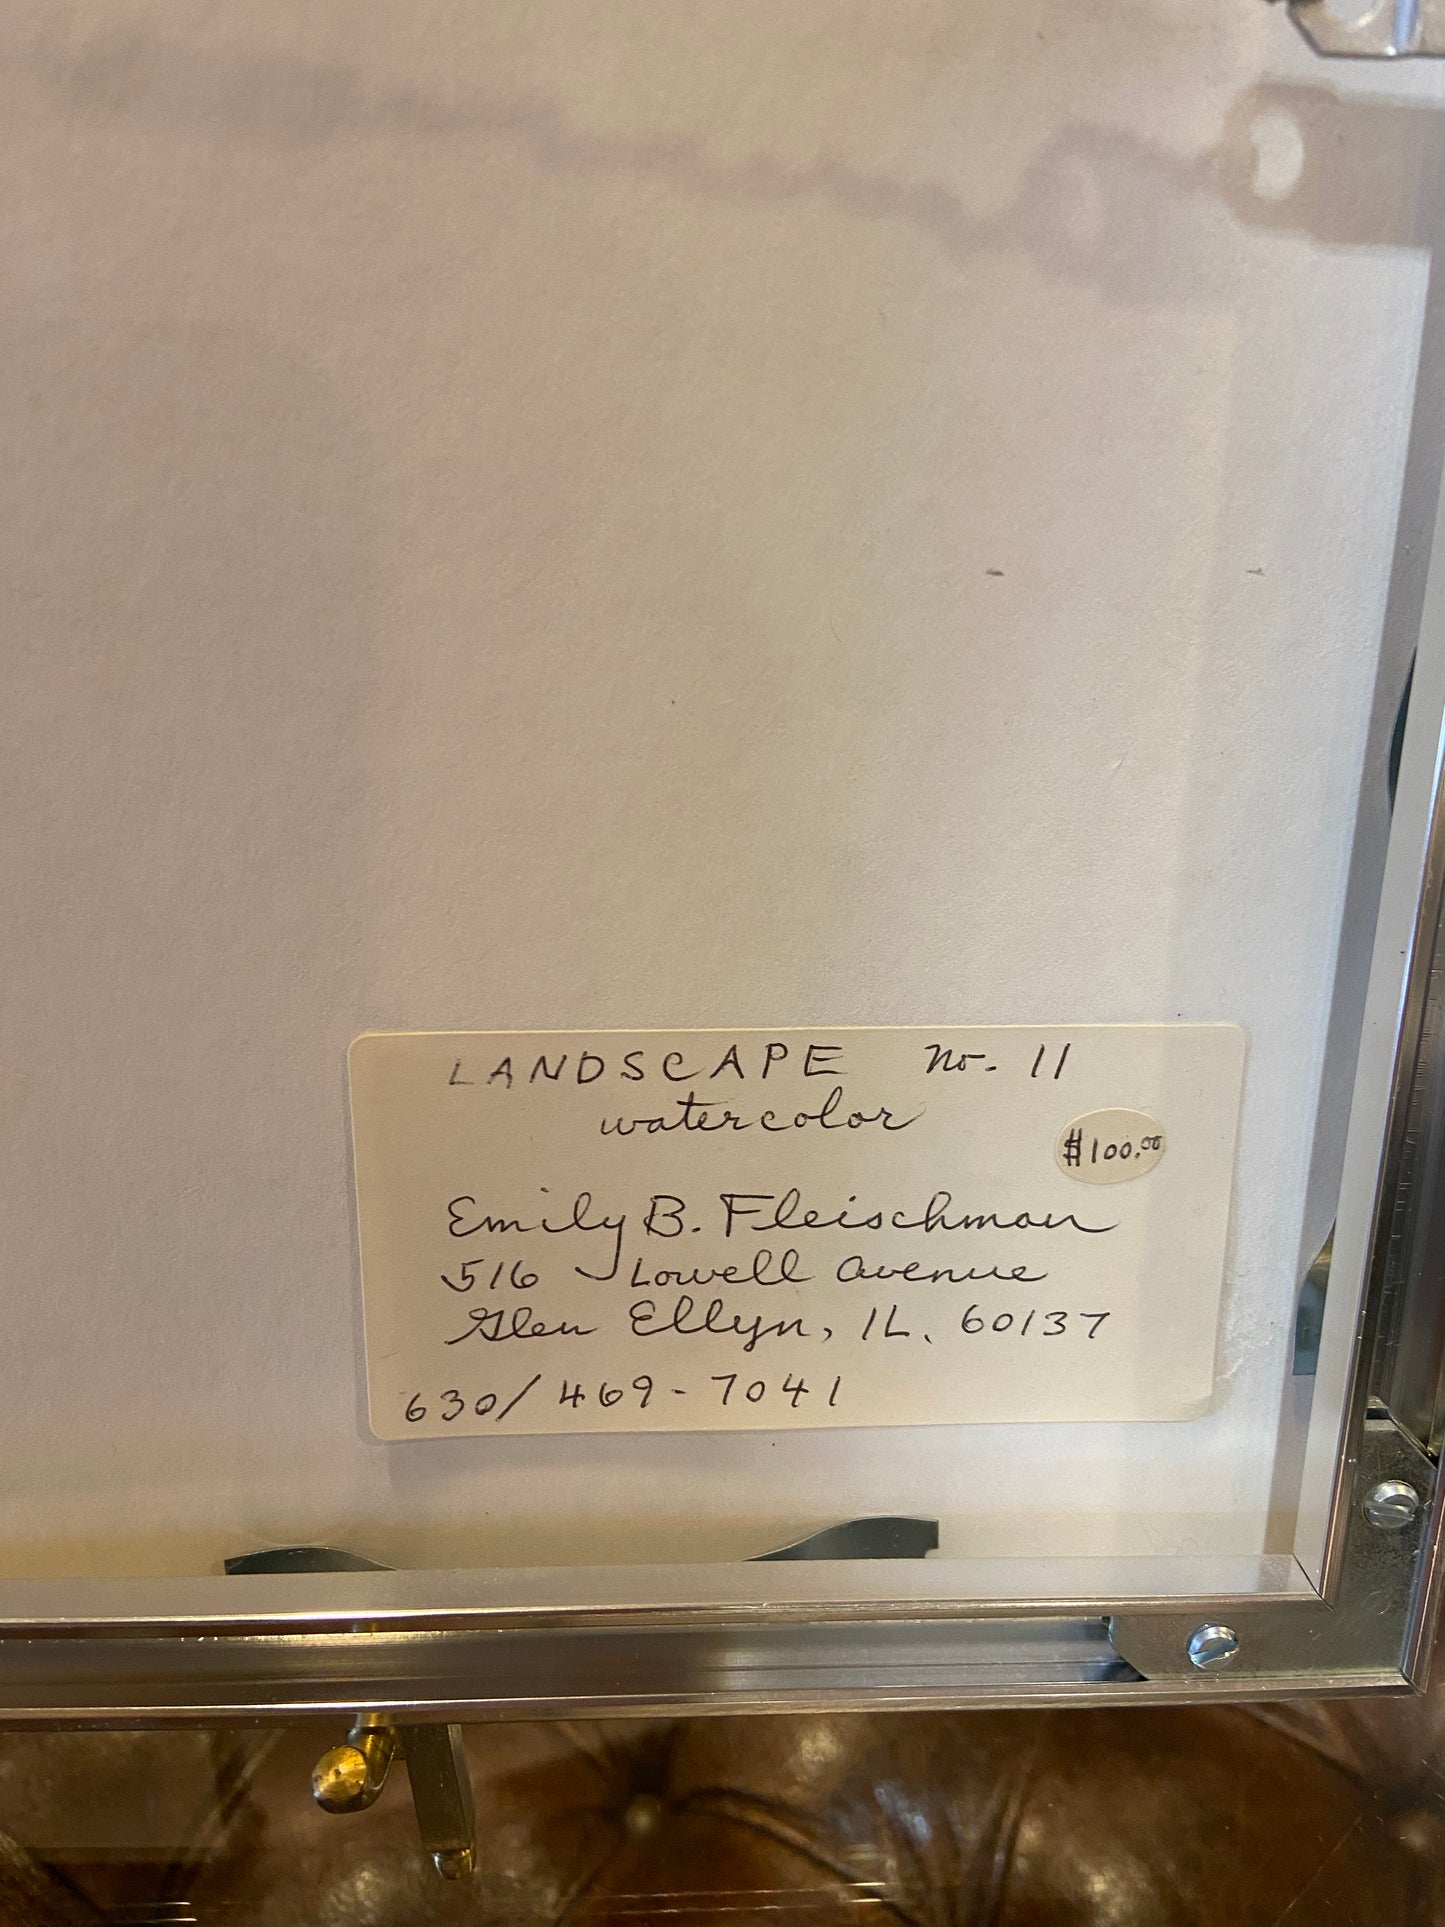 LANDSCAPE No. 11
watercolor
$100.00
Emily B. Fleischman
516 Lowell Avenue
Glen Ellyn, IL. 60137
630/469-7041